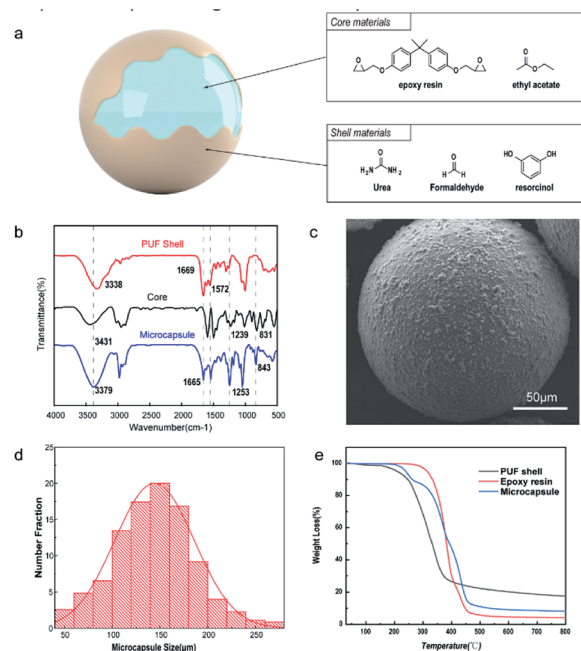 a
Core materials
epoxy resin
ethyl acetate
Shell materials
H₂N
NH₂
O
Urea
O
H
H
Formaldehyde
HO
OH
resorcinol
b
PUF Shell
3338
1669
1572
Core
3431
1239
831
Microcapsule
3379
1665
1253
843
Transmittance(%)
4000 3500 3000 2500 2000 1500 1000 500
Wavenumber(cm-1)
c
50μm
d
25
20
15
10
5
0
Number Fraction
50 100 150 200 250
Microcapsule Size(μm)
e
PUF shell
Epoxy resin
Microcapsule
100
80
60
40
20
0
Weight Loss(%)
100 200 300 400 500 600 700 800
Temperature(℃)